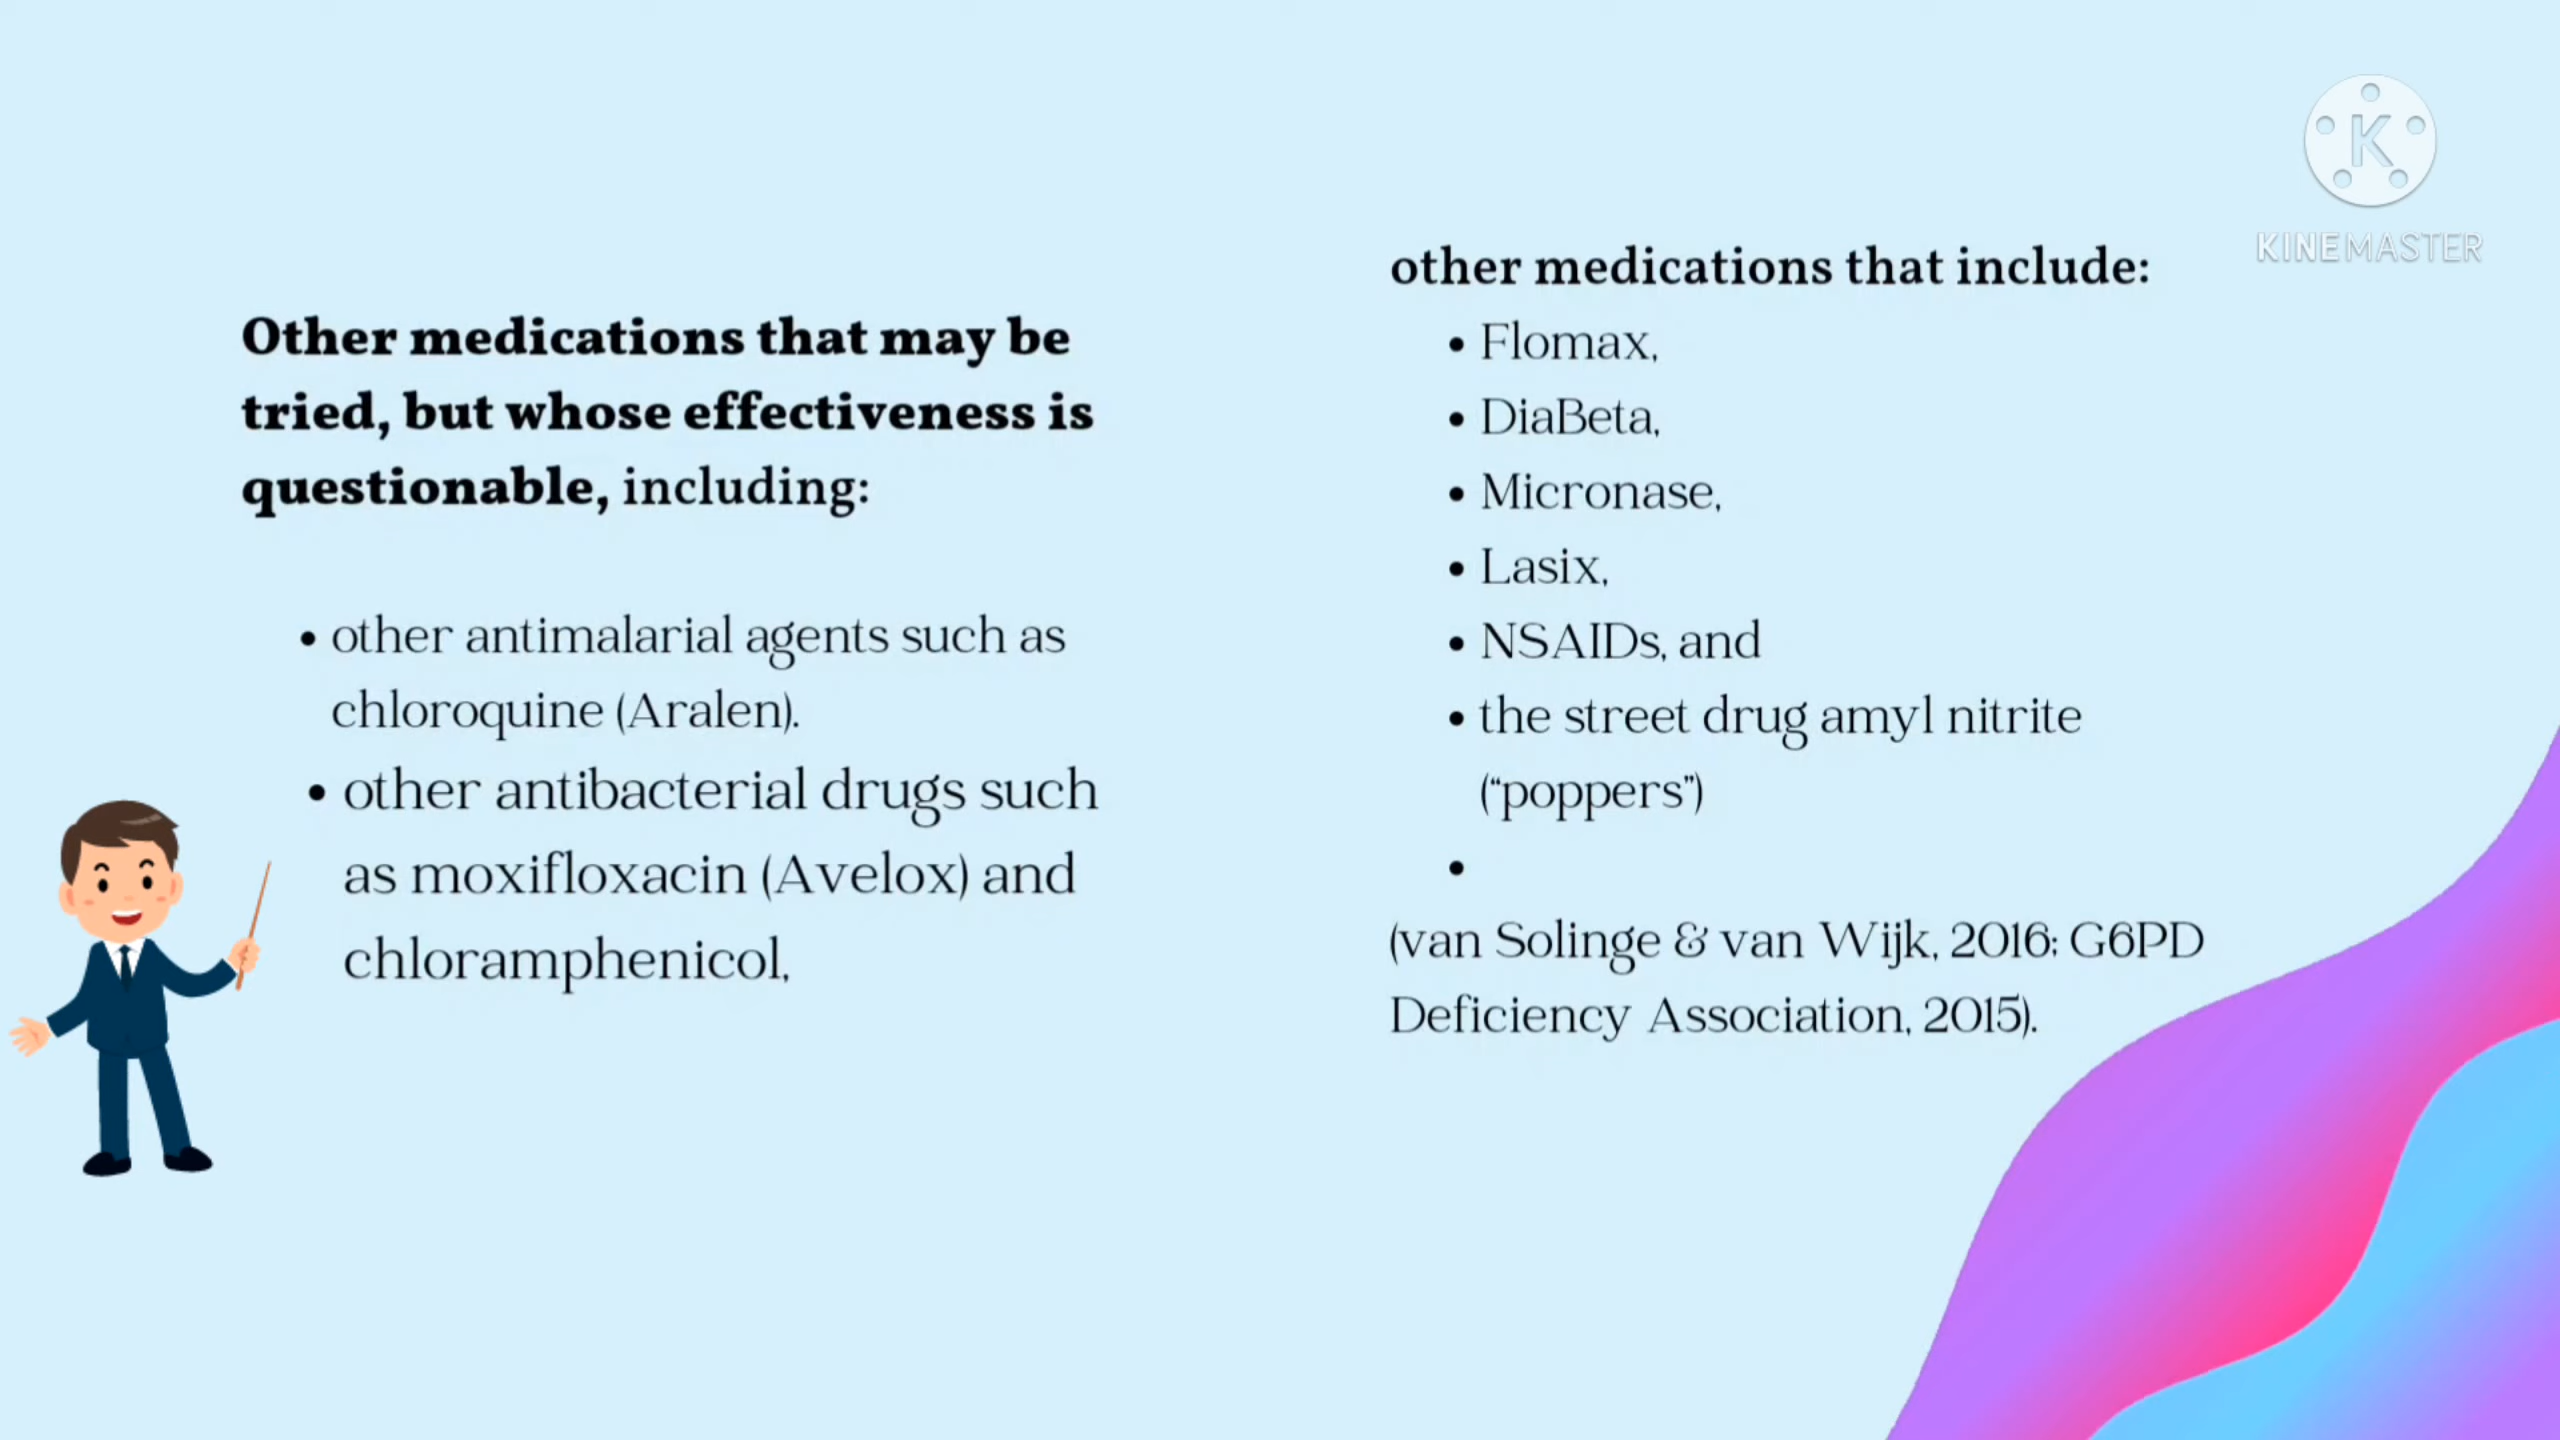 Other medications that may be
tried, but whose effectiveness is
questionable, including:
• other antimalarial agents such as
chloroquine (Aralen).
• other antibacterial drugs such
as moxifloxacin (Avelox) and
chloramphenicol,
other medications that include:
• Flomax,
• DiaBeta,
• Micronase,
• Lasix,
• NSAIDs, and
• the street drug amyl nitrite
(“poppers”)
•
(van Solinge & van Wijk, 2016; G6PD
Deficiency Association, 2015).
K
KINEMASTER